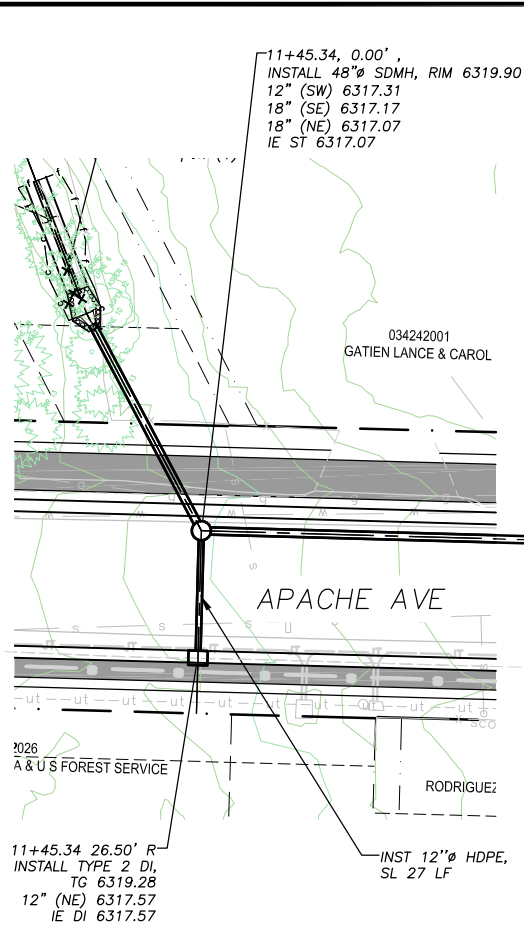 11+45.34, 0.00' ,
INSTALL 48"ø SDMH, RIM 6319.90
12" (SW) 6317.31
18" (SE) 6317.17
18" (NE) 6317.07
IE ST 6317.07
034242001
GATIEN LANCE & CAROL
APACHE AVE
2026
A & U S FOREST SERVICE
RODRIGUEZ
11+45.34 26.50' R
INSTALL TYPE 2 DI,
TG 6319.28
12" (NE) 6317.57
IE DI 6317.57
INST 12"ø HDPE,
SL 27 LF